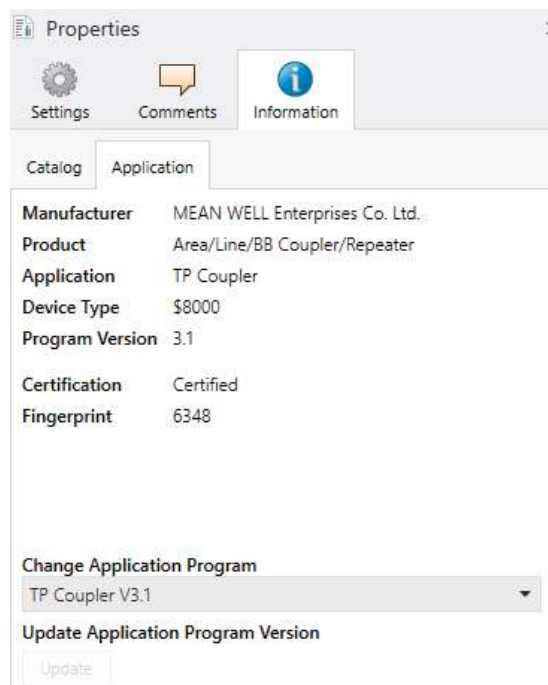 Properties
Settings Comments Information
Catalog Application
Manufacturer MEAN WELL Enterprises Co. Ltd.
Product Area/Line/BB Coupler/Repeater
Application TP Coupler
Device Type $8000
Program Version 3.1
Certification Certified
Fingerprint 6348
Change Application Program
TP Coupler V3.1
Update Application Program Version
Update